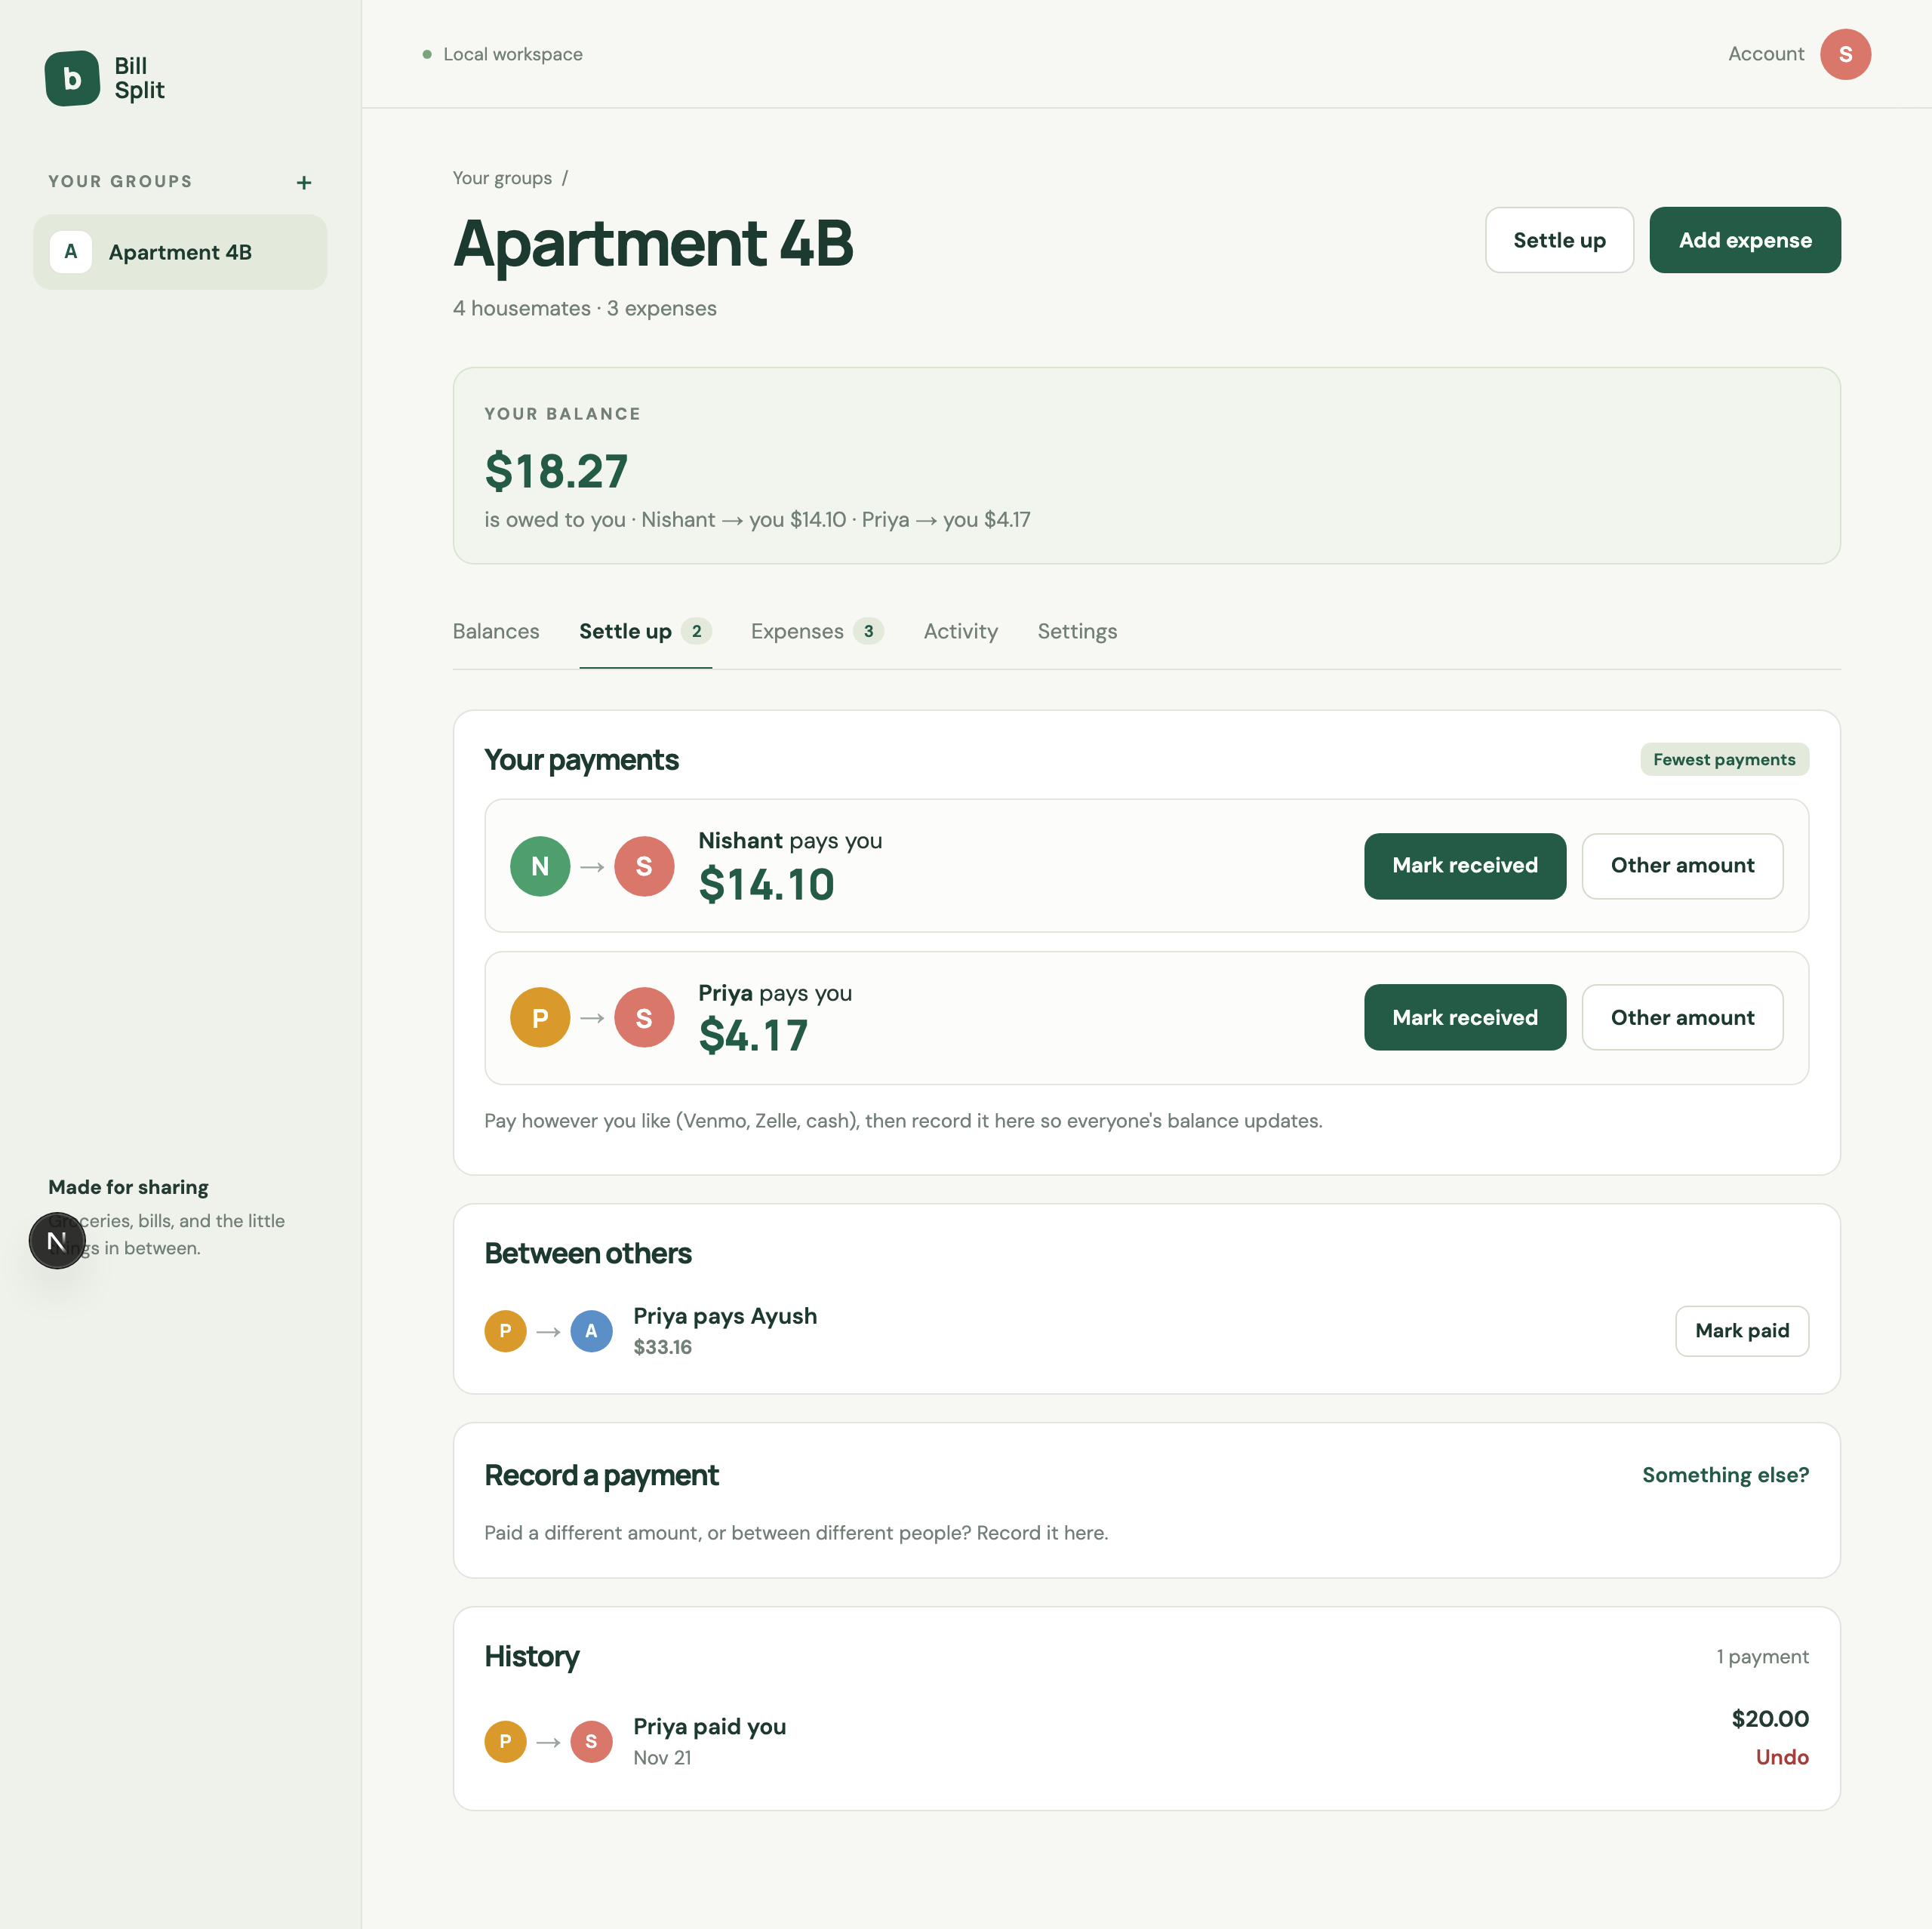 b
Bill
Split
YOUR GROUPS +
A Apartment 4B
Made for sharing
Groceries, bills, and the little
in between.
N
Local workspace
Account S
Your groups /
Apartment 4B
Settle up
Add expense
4 housemates · 3 expenses
YOUR BALANCE
$18.27
is owed to you · Nishant → you $14.10 · Priya → you $4.17
Balances Settle up 2 Expenses 3 Activity Settings
Your payments
Fewest payments
N → S
Nishant pays you
$14.10
Mark received
Other amount
P → S
Priya pays you
$4.17
Mark received
Other amount
Pay however you like (Venmo, Zelle, cash), then record it here so everyone's balance updates.
Between others
P → A
Priya pays Ayush
$33.16
Mark paid
Record a payment
Something else?
Paid a different amount, or between different people? Record it here.
History
1 payment
P → S
Priya paid you
Nov 21
$20.00
Undo